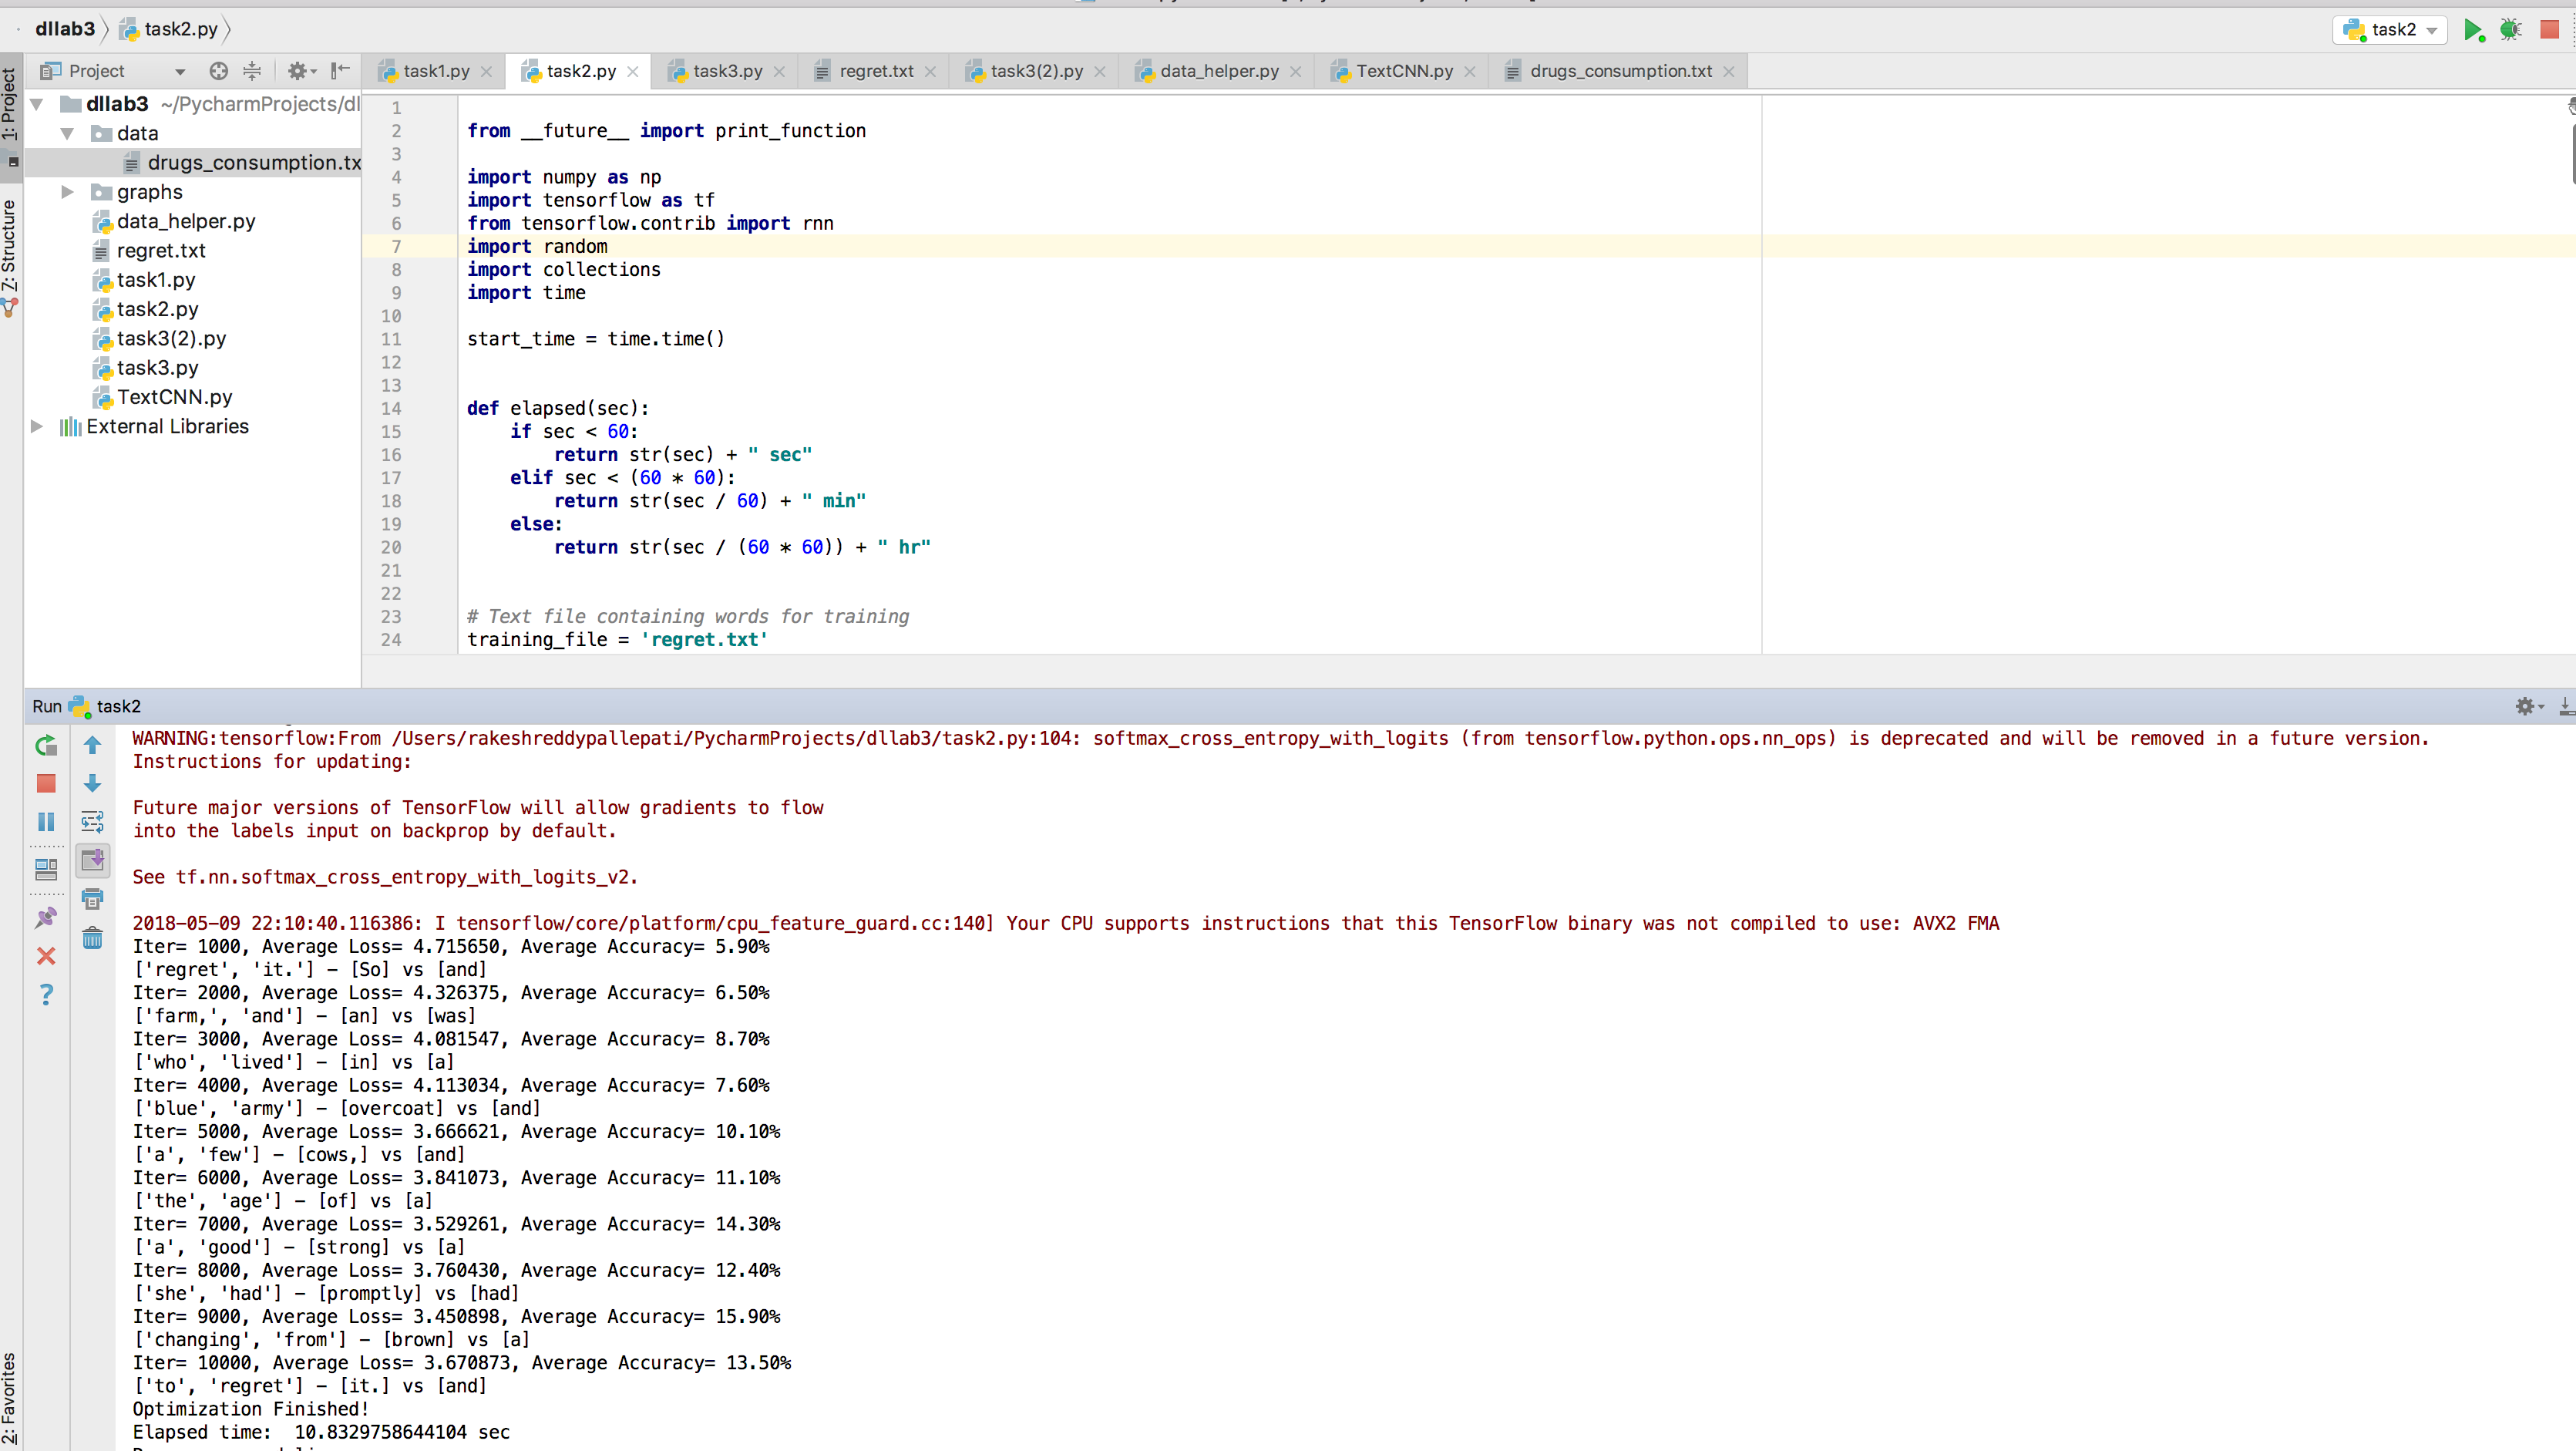 dllab3 task2.py task2
Project task1.py task2.py task3.py regret.txt task3(2).py data_helper.py TextCNN.py drugs_consumption.txt
1: Project
7: Structure
2: Favorites
dllab3 ~/PycharmProjects/dl
data
drugs_consumption.tx
graphs
data_helper.py
regret.txt
task1.py
task2.py
task3(2).py
task3.py
TextCNN.py
External Libraries
1
2 from __future__ import print_function
3
4 import numpy as np
5 import tensorflow as tf
6 from tensorflow.contrib import rnn
7 import random
8 import collections
9 import time
10
11 start_time = time.time()
12
13
14 def elapsed(sec):
15 if sec < 60:
16 return str(sec) + " sec"
17 elif sec < (60 * 60):
18 return str(sec / 60) + " min"
19 else:
20 return str(sec / (60 * 60)) + " hr"
21
22
23 # Text file containing words for training
24 training_file = 'regret.txt'
Run task2
WARNING:tensorflow:From /Users/rakeshreddypallepati/PycharmProjects/dllab3/task2.py:104: softmax_cross_entropy_with_logits (from tensorflow.python.ops.nn_ops) is deprecated and will be removed in a future version.
Instructions for updating:
Future major versions of TensorFlow will allow gradients to flow
into the labels input on backprop by default.
See tf.nn.softmax_cross_entropy_with_logits_v2.
2018-05-09 22:10:40.116386: I tensorflow/core/platform/cpu_feature_guard.cc:140] Your CPU supports instructions that this TensorFlow binary was not compiled to use: AVX2 FMA
Iter= 1000, Average Loss= 4.715650, Average Accuracy= 5.90%
['regret', 'it.'] - [So] vs [and]
Iter= 2000, Average Loss= 4.326375, Average Accuracy= 6.50%
['farm,', 'and'] - [an] vs [was]
Iter= 3000, Average Loss= 4.081547, Average Accuracy= 8.70%
['who', 'lived'] - [in] vs [a]
Iter= 4000, Average Loss= 4.113034, Average Accuracy= 7.60%
['blue', 'army'] - [overcoat] vs [and]
Iter= 5000, Average Loss= 3.666621, Average Accuracy= 10.10%
['a', 'few'] - [cows,] vs [and]
Iter= 6000, Average Loss= 3.841073, Average Accuracy= 11.10%
['the', 'age'] - [of] vs [a]
Iter= 7000, Average Loss= 3.529261, Average Accuracy= 14.30%
['a', 'good'] - [strong] vs [a]
Iter= 8000, Average Loss= 3.760430, Average Accuracy= 12.40%
['she', 'had'] - [promptly] vs [had]
Iter= 9000, Average Loss= 3.450898, Average Accuracy= 15.90%
['changing', 'from'] - [brown] vs [a]
Iter= 10000, Average Loss= 3.670873, Average Accuracy= 13.50%
['to', 'regret'] - [it.] vs [and]
Optimization Finished!
Elapsed time:  10.8329758644104 sec